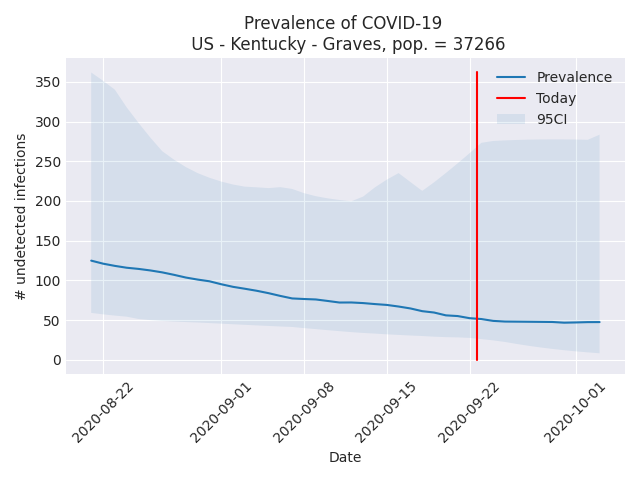 Prevalence of COVID-19
US - Kentucky - Graves, pop. = 37266
Prevalence
Today
95CI
# undetected infections
350
300
250
200
150
100
50
0
2020-08-22
2020-09-01
2020-09-08
2020-09-15
2020-09-22
2020-10-01
Date